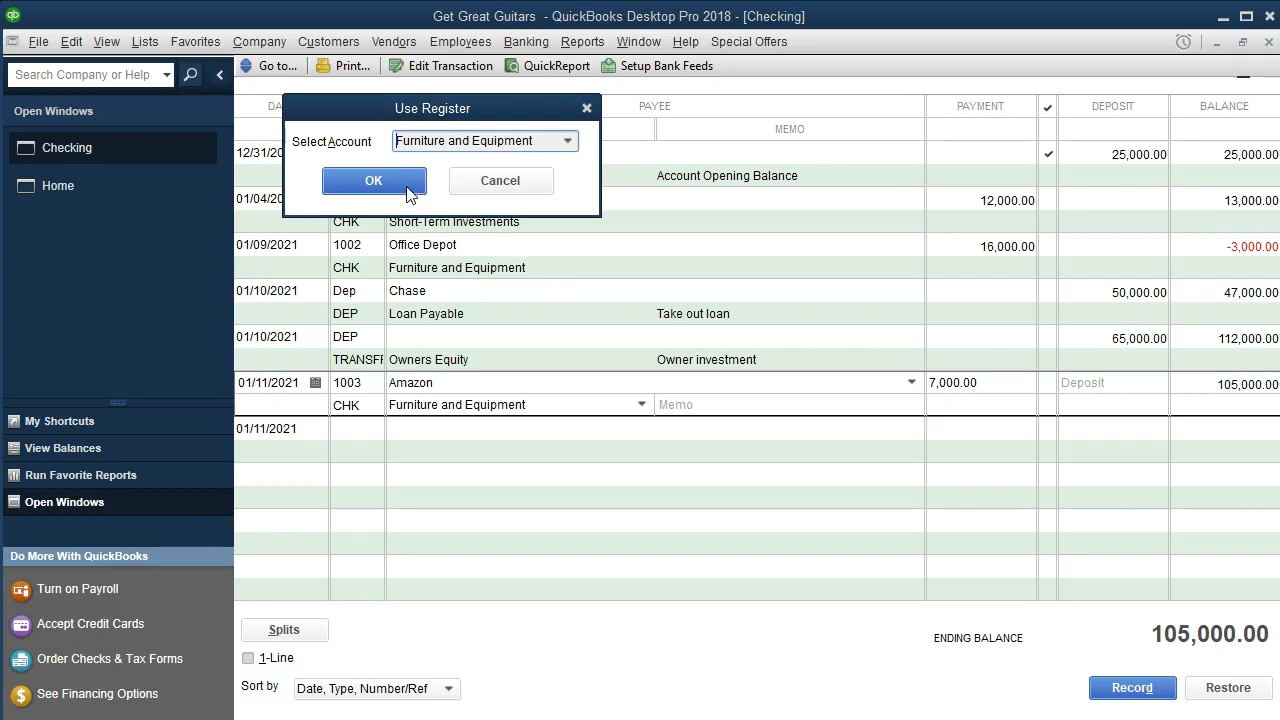 Get Great Guitars - QuickBooks Desktop Pro 2018 - [Checking]
File Edit View Lists Favorites Company Customers Vendors Employees Banking Reports Window Help Special Offers
Search Company or Help
Go to... Print... Edit Transaction QuickReport Setup Bank Feeds
Open Windows
Checking
Home
My Shortcuts
View Balances
Run Favorite Reports
Open Windows
Do More With QuickBooks
Turn on Payroll
Accept Credit Cards
Order Checks & Tax Forms
See Financing Options
Use Register
Select Account Furniture and Equipment
OK Cancel
DA PAYEE PAYMENT ✓ DEPOSIT BALANCE
MEMO
12/31/20 ✓ 25,000.00 25,000.00
Account Opening Balance
01/04/20 12,000.00 13,000.00
CHK Short-Term Investments
01/09/2021 1002 Office Depot 16,000.00 -3,000.00
CHK Furniture and Equipment
01/10/2021 Dep Chase 50,000.00 47,000.00
DEP Loan Payable Take out loan
01/10/2021 DEP 65,000.00 112,000.00
TRANSFR Owners Equity Owner investment
01/11/2021 1003 Amazon 7,000.00 Deposit 105,000.00
CHK Furniture and Equipment Memo
01/11/2021
Splits
ENDING BALANCE 105,000.00
1-Line
Sort by Date, Type, Number/Ref
Record Restore